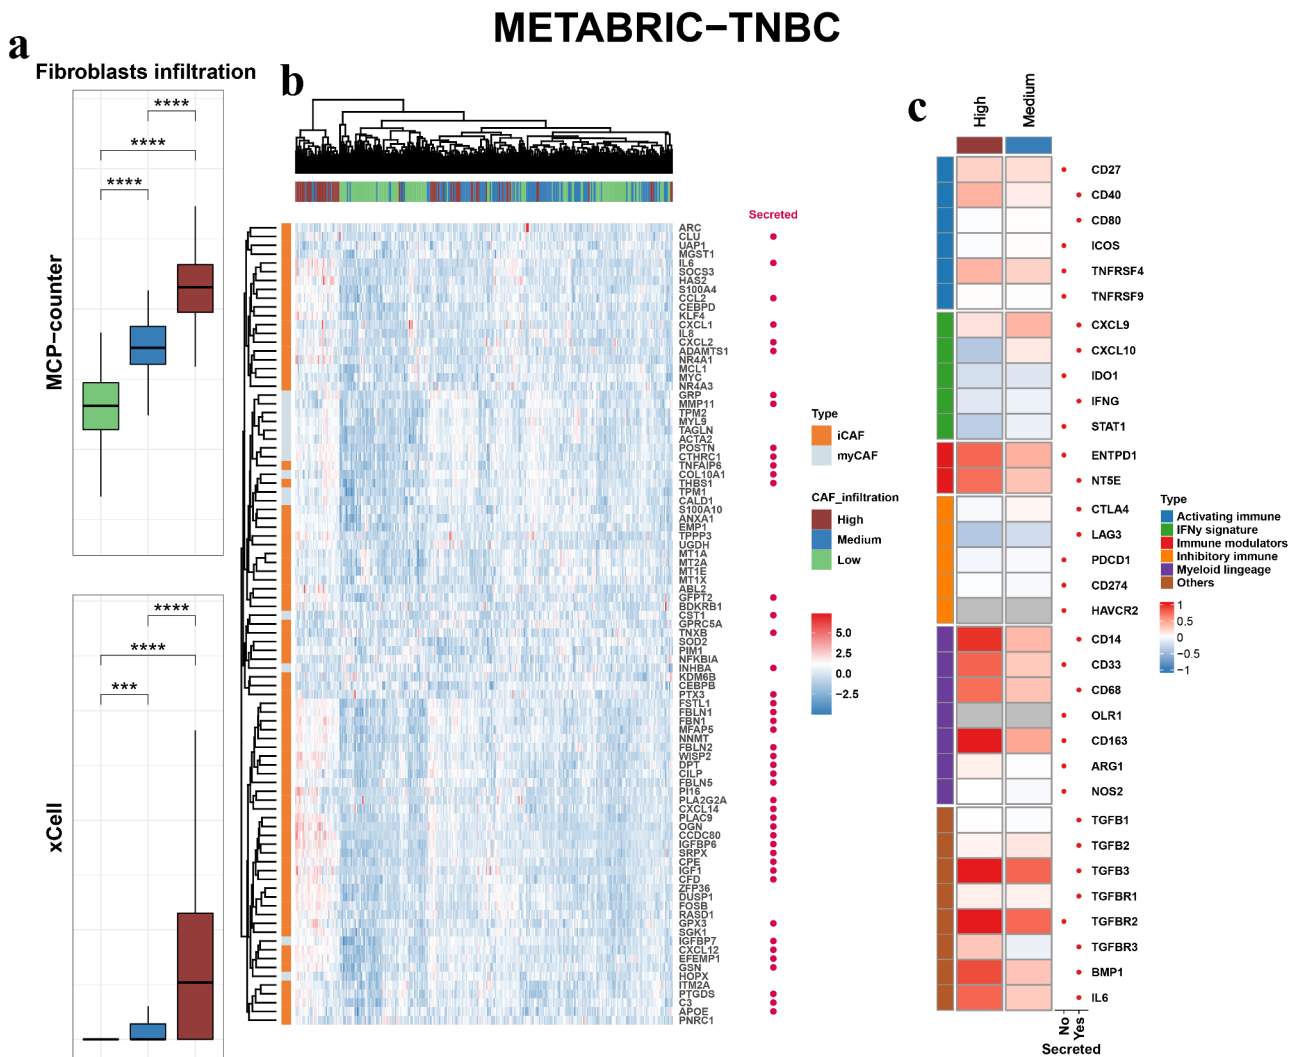 METABRIC−TNBC
a
Fibroblasts infiltration
****
****
****
MCP−counter
****
****
***
xCell
b
Secreted
ARC
CLU
UAP1
MGST1
IL6
SOCS3
HAS2
S100A4
CCL2
CEBPD
KLF4
CXCL1
IL8
CXCL2
ADAMTS1
NR4A1
MCL1
MYC
NR4A3
GRP
MMP11
TPM2
MYL9
TAGLN
ACTA2
POSTN
CTHRC1
TNFAIP6
COL10A1
THBS1
TPM1
CALD1
S100A10
ANXA1
EMP1
TPPP3
UGDH
MT1A
MT2A
MT1E
MT1X
ABL2
GFPT2
BDKRB1
CST1
GPRC5A
TNXB
SOD2
PIM1
NFKBIA
INHBA
KDM6B
CEBPB
PTX3
FSTL1
FBLN1
FBN1
MFAP5
NNMT
FBLN2
WISP2
DPT
CILP
FBLN5
PI16
PLA2G2A
CXCL14
PLAC9
OGN
CCDC80
IGFBP6
SRPX
CPE
IGF1
CFD
ZFP36
DUSP1
FOSB
RASD1
GPX3
SGK1
IGFBP7
CXCL12
EFEMP1
GSN
HOPX
ITM2A
PTGDS
C3
APOE
PNRC1
Type
iCAF
myCAF
CAF_infiltration
High
Medium
Low
5.0
2.5
0.0
−2.5
c
High
Medium
CD27
CD40
CD80
ICOS
TNFRSF4
TNFRSF9
CXCL9
CXCL10
IDO1
IFNG
STAT1
ENTPD1
NT5E
CTLA4
LAG3
PDCD1
CD274
HAVCR2
CD14
CD33
CD68
OLR1
CD163
ARG1
NOS2
TGFB1
TGFB2
TGFB3
TGFBR1
TGFBR2
TGFBR3
BMP1
IL6
No
Yes
Secreted
Type
Activating immune
IFNy signature
Immune modulators
Inhibitory immune
Myeloid lingeage
Others
1
0.5
0
−0.5
−1